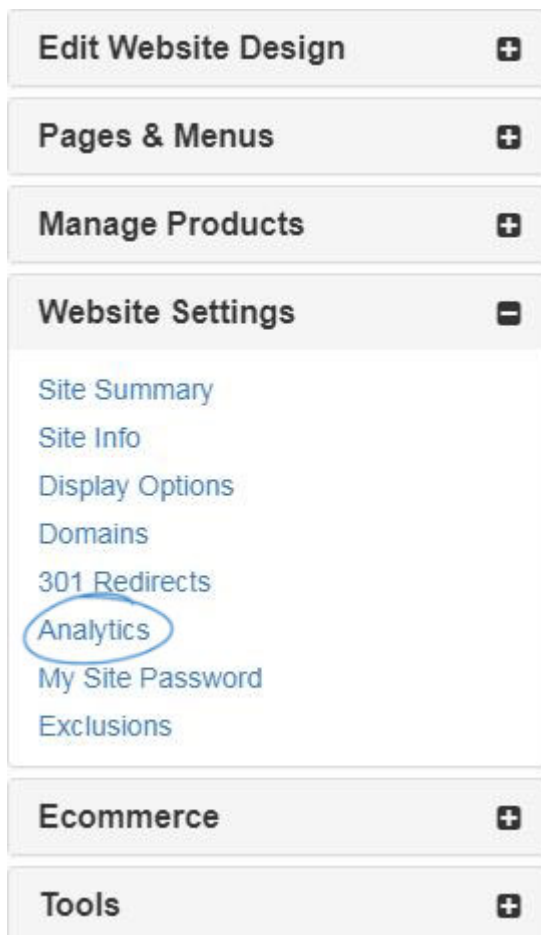 Edit Website Design
Pages & Menus
Manage Products
Website Settings
Site Summary
Site Info
Display Options
Domains
301 Redirects
Analytics
My Site Password
Exclusions
Ecommerce
Tools